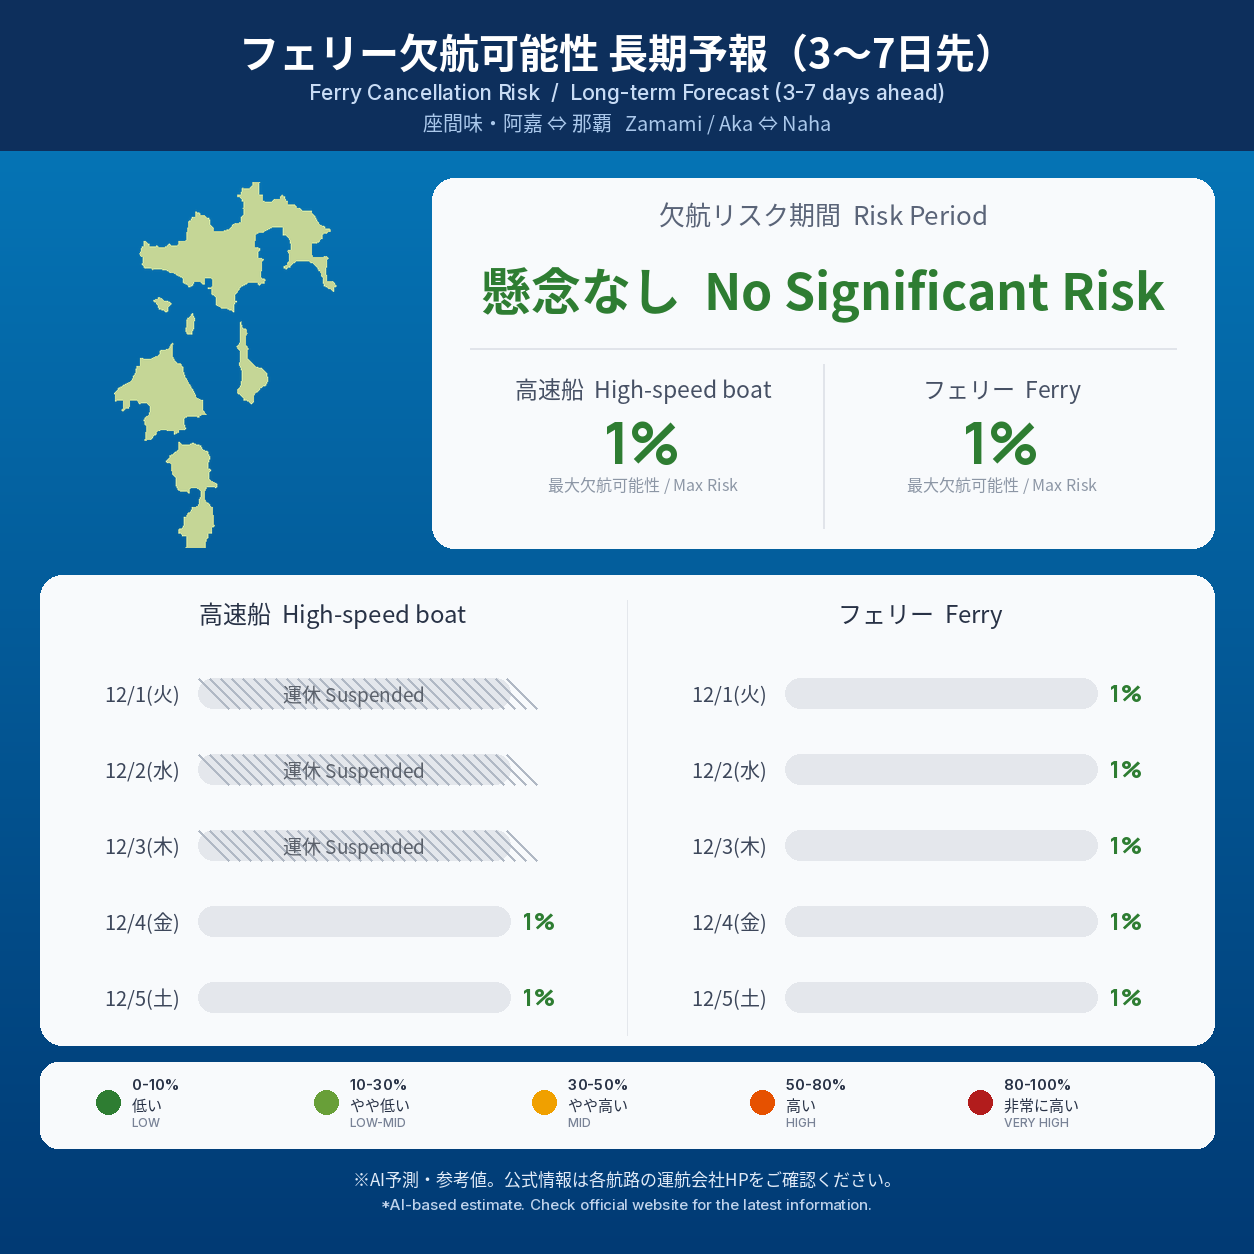 フェリー欠航可能性 長期予報（3～7日先）
Ferry Cancellation Risk / Long-term Forecast (3-7 days ahead)
座間味・阿嘉 ⇔ 那覇 Zamami / Aka ⇔ Naha
欠航リスク期間 Risk Period
懸念なし No Significant Risk
高速船 High-speed boat
1%
最大欠航可能性 / Max Risk
フェリー Ferry
1%
最大欠航可能性 / Max Risk
高速船 High-speed boat
12/1(火) 運休 Suspended
12/2(水) 運休 Suspended
12/3(木) 運休 Suspended
12/4(金) 1%
12/5(土) 1%
フェリー Ferry
12/1(火) 1%
12/2(水) 1%
12/3(木) 1%
12/4(金) 1%
12/5(土) 1%
0-10%
低い
LOW
10-30%
やや低い
LOW-MID
30-50%
やや高い
MID
50-80%
高い
HIGH
80-100%
非常に高い
VERY HIGH
※AI予測・参考値。公式情報は各航路の運航会社HPをご確認ください。
*AI-based estimate. Check official website for the latest information.